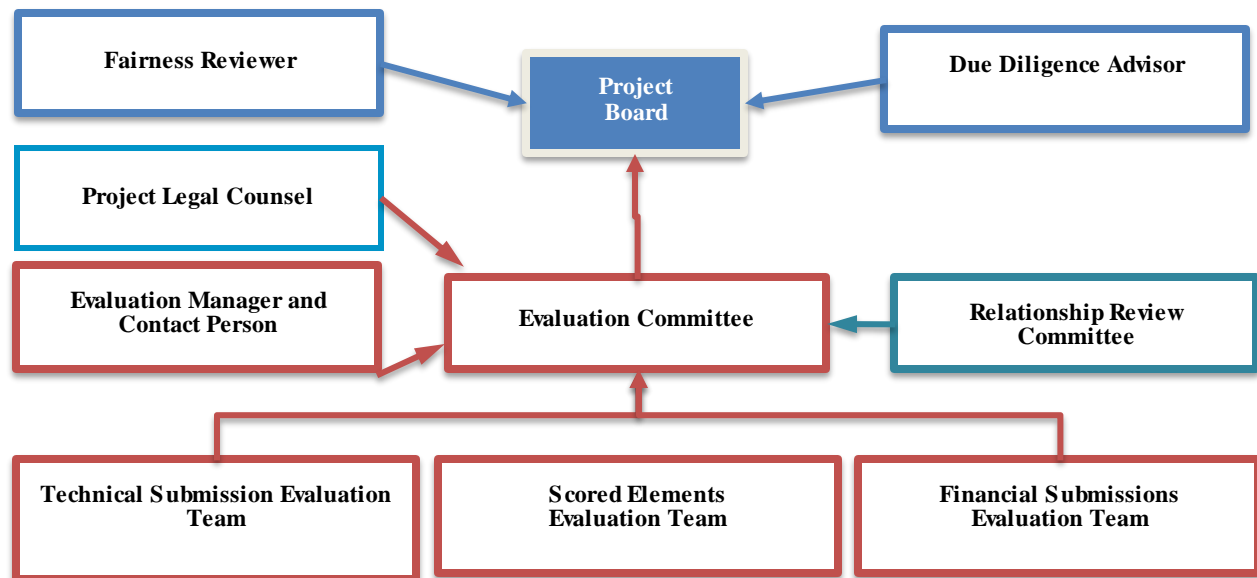 Fairness Reviewer
Project
Board
Due Diligence Advisor
Project Legal Counsel
Evaluation Manager and
Contact Person
Evaluation Committee
Relationship Review
Committee
Technical Submission Evaluation
Team
Scored Elements
Evaluation Team
Financial Submissions
Evaluation Team